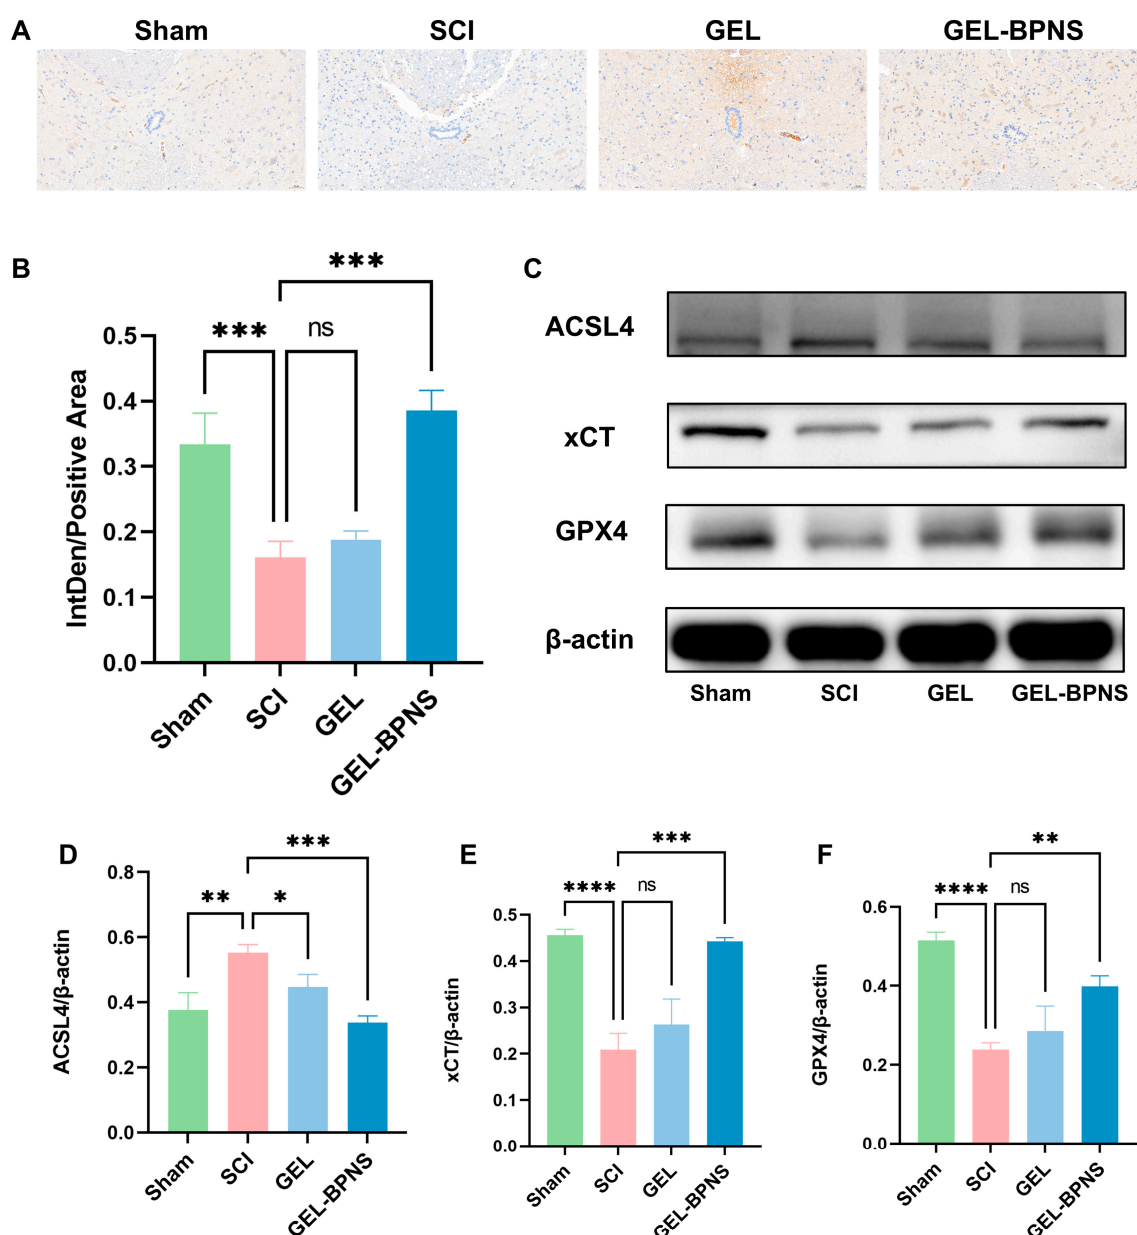 A
Sham
SCI
GEL
GEL-BPNS
B
IntDen/Positive Area
0.5
0.4
0.3
0.2
0.1
0.0
***
ns
***
Sham
SCI
GEL
GEL-BPNS
C
ACSL4
xCT
GPX4
β-actin
Sham
SCI
GEL
GEL-BPNS
D
ACSL4/β-actin
0.8
0.6
0.4
0.2
0.0
**
*
***
Sham
SCI
GEL
GEL-BPNS
E
xCT/β-actin
0.5
0.4
0.3
0.2
0.1
0.0
****
ns
***
Sham
SCI
GEL
GEL-BPNS
F
GPX4/β-actin
0.6
0.4
0.2
0.0
****
ns
**
Sham
SCI
GEL
GEL-BPNS